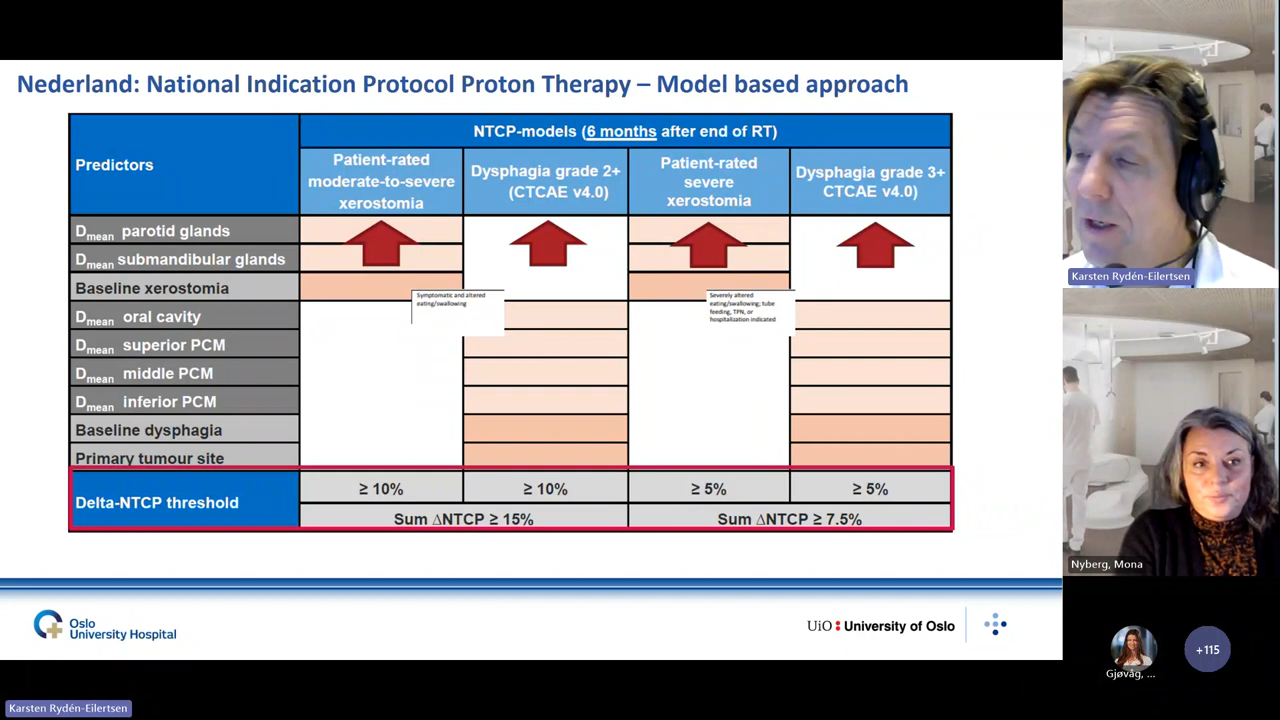 Nederland: National Indication Protocol Proton Therapy – Model based approach
Predictors
NTCP-models (6 months after end of RT)
Patient-rated
moderate-to-severe
xerostomia
Dysphagia grade 2+
(CTCAE v4.0)
Patient-rated
severe
xerostomia
Dysphagia grade 3+
CTCAE v4.0)
Dmean parotid glands
Dmean submandibular glands
Baseline xerostomia
Symptomatic and altered
eating/swallowing
Severely altered
eating/swallowing; tube
feeding, TPN, or
hospitalization indicated
Dmean oral cavity
Dmean superior PCM
Dmean middle PCM
Dmean inferior PCM
Baseline dysphagia
Primary tumour site
Delta-NTCP threshold
≥ 10%
≥ 10%
≥ 5%
≥ 5%
Sum ∆NTCP ≥ 15%
Sum ∆NTCP ≥ 7.5%
Oslo
University Hospital
UiO University of Oslo
Karsten Rydén-Eilertsen
Nyberg, Mona
Gjøvåg, ...
+115
Karsten Rydén-Eilertsen